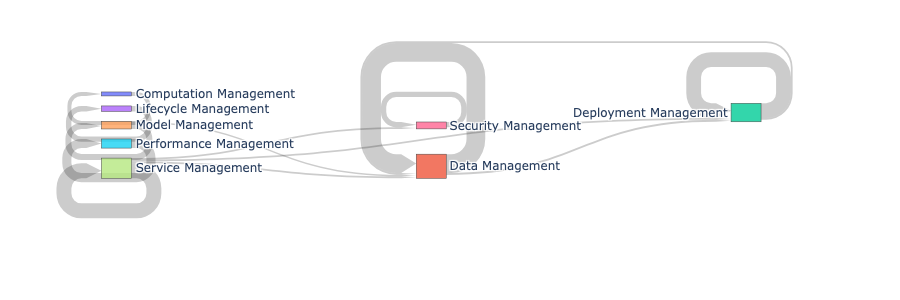 Computation Management
Lifecycle Management
Model Management
Performance Management
Service Management
Security Management
Data Management
Deployment Management